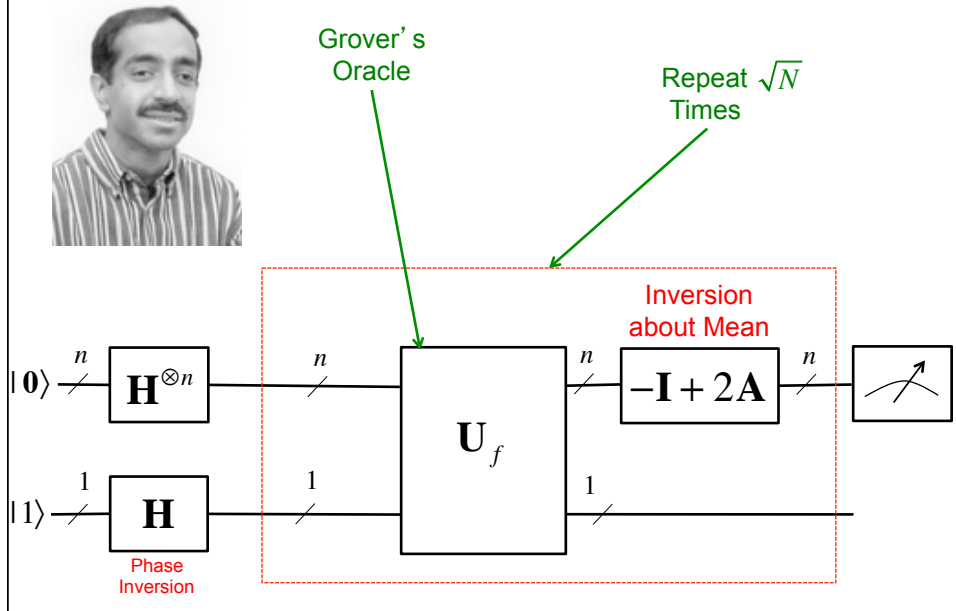 Grover's
Oracle
Repeat √N
Times
Inversion
about Mean
n
n
n
n
|0⟩
H⊗n
−I + 2A
U_f
1
1
1
|1⟩
H
Phase
Inversion